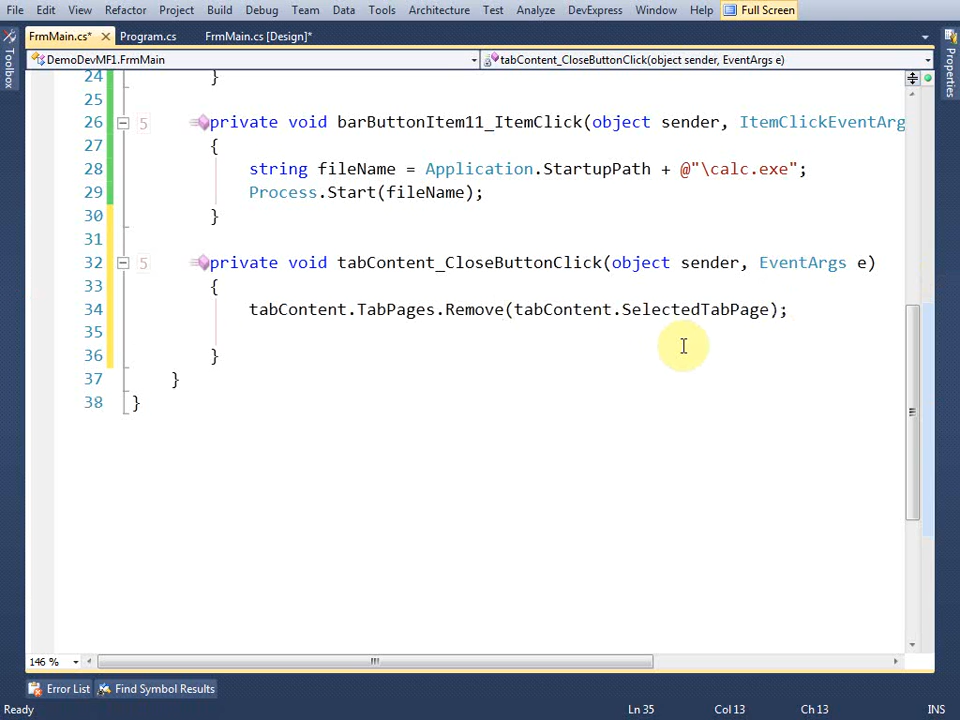 File Edit View Refactor Project Build Debug Team Data Tools Architecture Test Analyze DevExpress Window Help Full Screen
FrmMain.cs* Program.cs FrmMain.cs [Design]*
Toolbox
Properties
DemoDevMF1.FrmMain tabContent_CloseButtonClick(object sender, EventArgs e)
24 }
25
26 5 private void barButtonItem11_ItemClick(object sender, ItemClickEventArg
27 {
28 string fileName = Application.StartupPath + @"\calc.exe";
29 Process.Start(fileName);
30 }
31
32 5 private void tabContent_CloseButtonClick(object sender, EventArgs e)
33 {
34 tabContent.TabPages.Remove(tabContent.SelectedTabPage);
35
36 }
37 }
38 }
146 %
Error List Find Symbol Results
Ready Ln 35 Col 13 Ch 13 INS